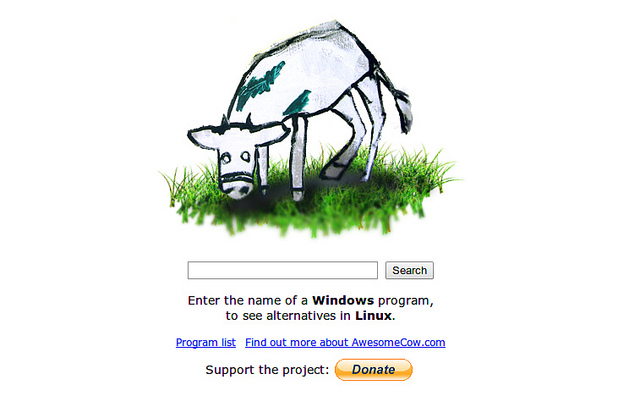 Search
Enter the name of a Windows program,
to see alternatives in Linux.
Program list Find out more about AwesomeCow.com
Support the project: Donate